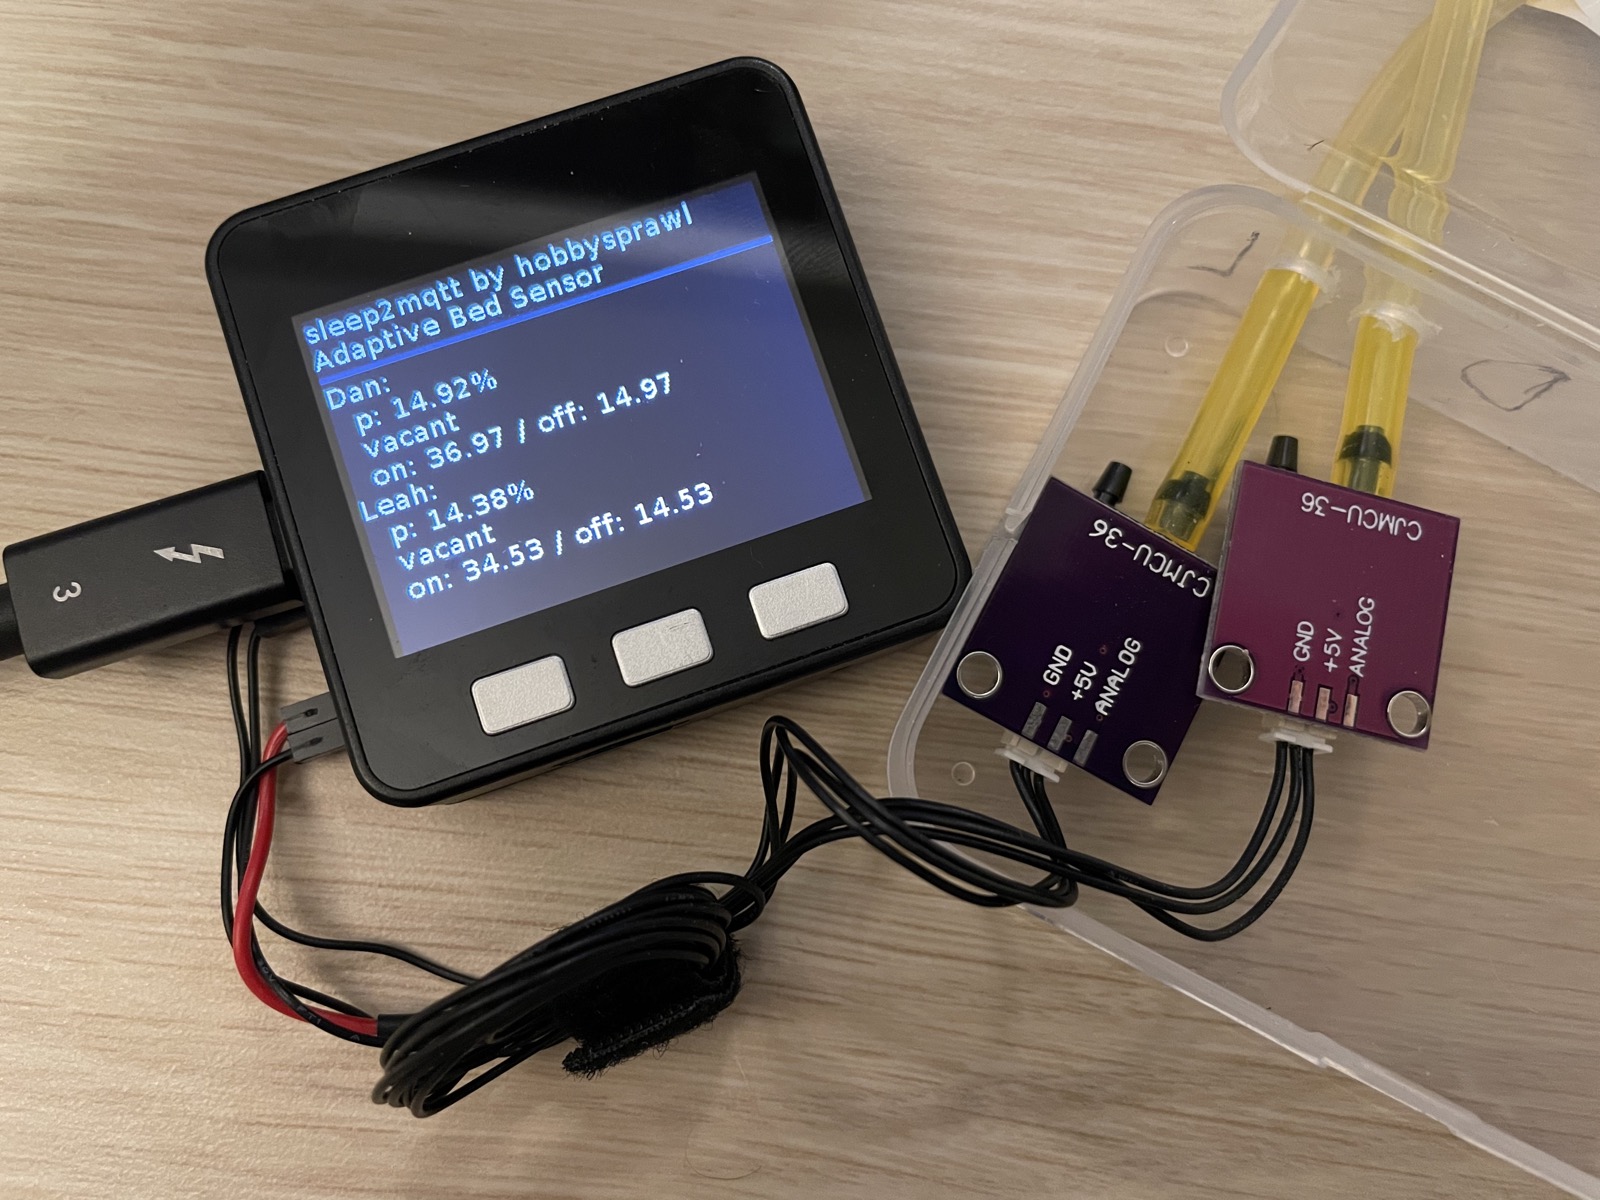 sleep2mqtt by hobbysprawl
Adaptive Bed Sensor
Dan:
p: 14.92%
vacant
on: 36.97 / off: 14.97
Leah:
p: 14.38%
vacant
on: 34.53 / off: 14.53
3
CJMCU-36
GND
+5V
ANALOG
CJMCU-36
GND
+5V
ANALOG